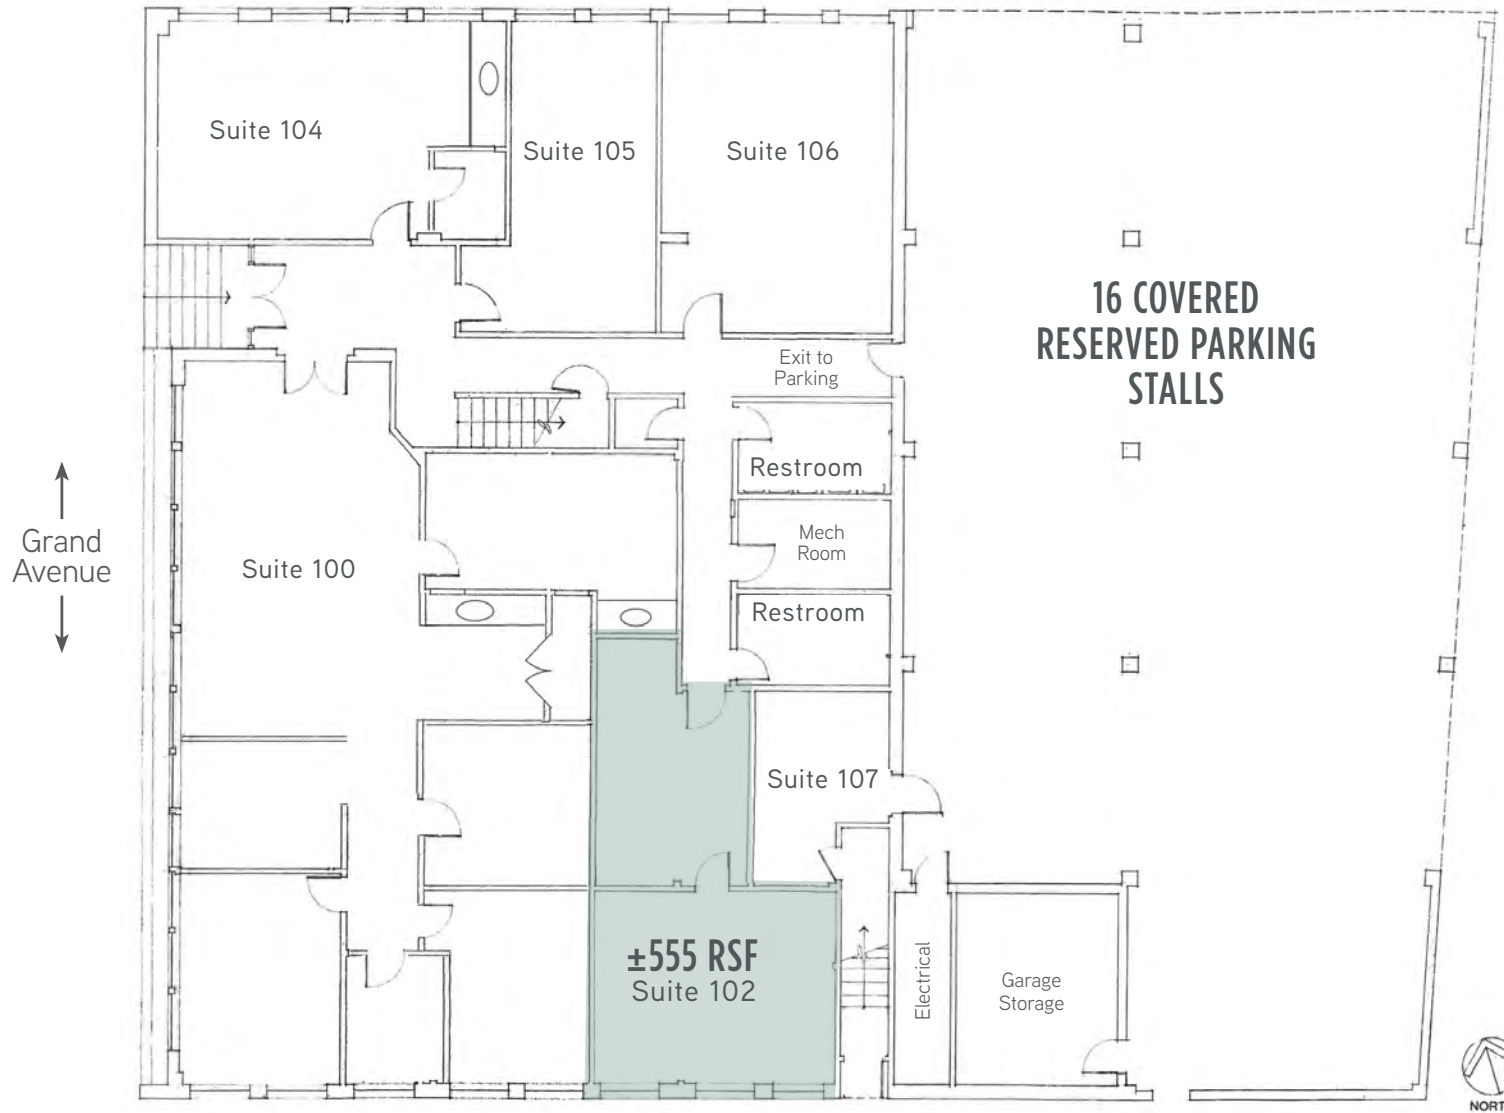 Suite 104
Suite 105
Suite 106
16 COVERED
RESERVED PARKING
STALLS
Exit to
Parking
Restroom
Grand
Avenue
Suite 100
Mech
Room
Restroom
Suite 107
±555 RSF
Suite 102
Electrical
Garage
Storage
NORT